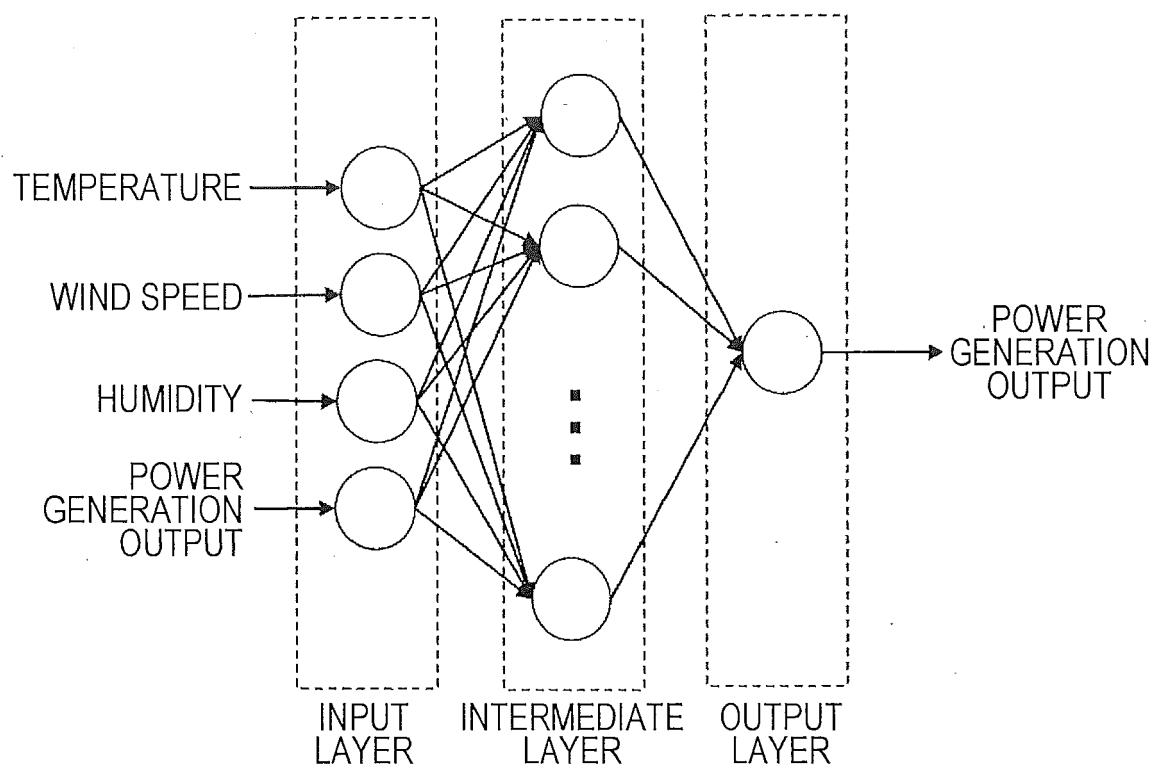 TEMPERATURE
WIND SPEED
HUMIDITY
POWER
GENERATION
OUTPUT
POWER
GENERATION
OUTPUT
INPUT
LAYER
INTERMEDIATE
LAYER
OUTPUT
LAYER